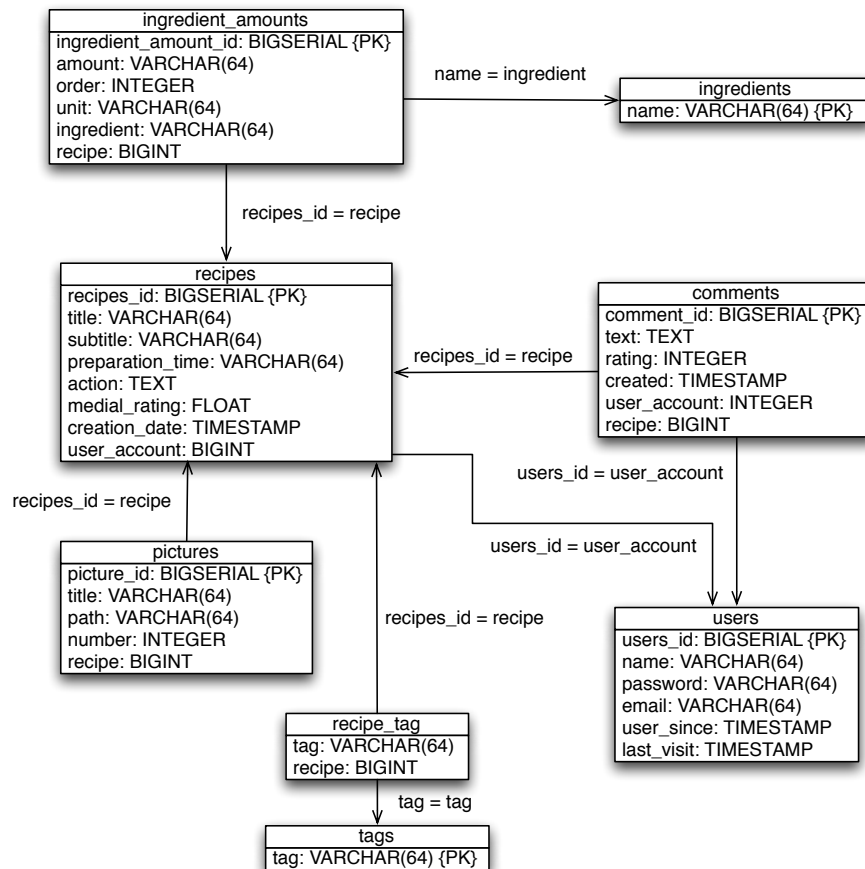 ingredient_amounts
ingredient_amount_id: BIGSERIAL {PK}
amount: VARCHAR(64)
order: INTEGER
unit: VARCHAR(64)
ingredient: VARCHAR(64)
recipe: BIGINT
name = ingredient
ingredients
name: VARCHAR(64) {PK}
recipes_id = recipe
recipes
recipes_id: BIGSERIAL {PK}
title: VARCHAR(64)
subtitle: VARCHAR(64)
preparation_time: VARCHAR(64)
action: TEXT
medial_rating: FLOAT
creation_date: TIMESTAMP
user_account: BIGINT
recipes_id = recipe
comments
comment_id: BIGSERIAL {PK}
text: TEXT
rating: INTEGER
created: TIMESTAMP
user_account: INTEGER
recipe: BIGINT
users_id = user_account
recipes_id = recipe
users_id = user_account
pictures
picture_id: BIGSERIAL {PK}
title: VARCHAR(64)
path: VARCHAR(64)
number: INTEGER
recipe: BIGINT
recipes_id = recipe
users
users_id: BIGSERIAL {PK}
name: VARCHAR(64)
password: VARCHAR(64)
email: VARCHAR(64)
user_since: TIMESTAMP
last_visit: TIMESTAMP
recipe_tag
tag: VARCHAR(64)
recipe: BIGINT
tag = tag
tags
tag: VARCHAR(64) {PK}